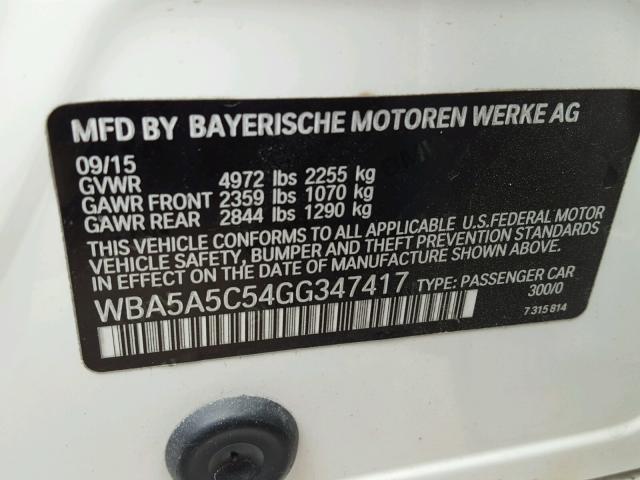 MFD BY BAYERISCHE MOTOREN WERKE AG
09/15
GVWR 4972 lbs 2255 kg
GAWR FRONT 2359 lbs 1070 kg
GAWR REAR 2844 lbs 1290 kg
THIS VEHICLE CONFORMS TO ALL APPLICABLE U.S.FEDERAL MOTOR
VEHICLE SAFETY, BUMPER AND THEFT PREVENTION STANDARDS
IN EFFECT ON THE DATE OF MANUFACTURE SHOWN ABOVE.
WBA5A5C54GG347417 TYPE: PASSENGER CAR
300/0
7 315 814